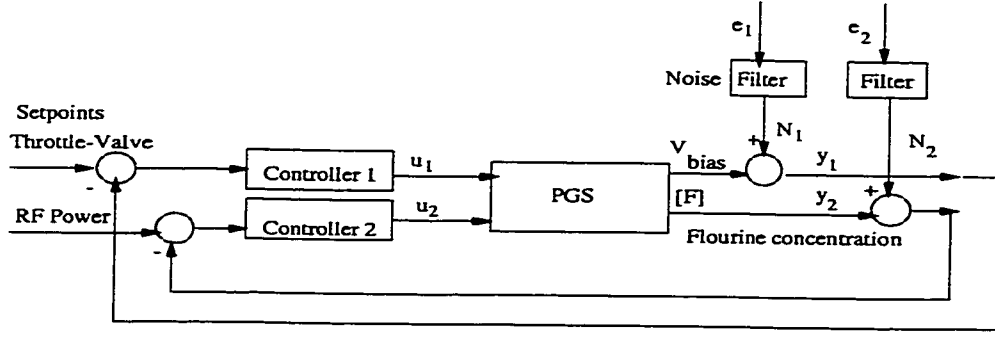 e1
e2
Noise
Filter
Filter
Setpoints
Throttle-Valve
+
N1
N2
-
Controller 1
u1
PGS
V bias
y1
[F]
+
y2
RF Power
-
Controller 2
u2
Flourine concentration